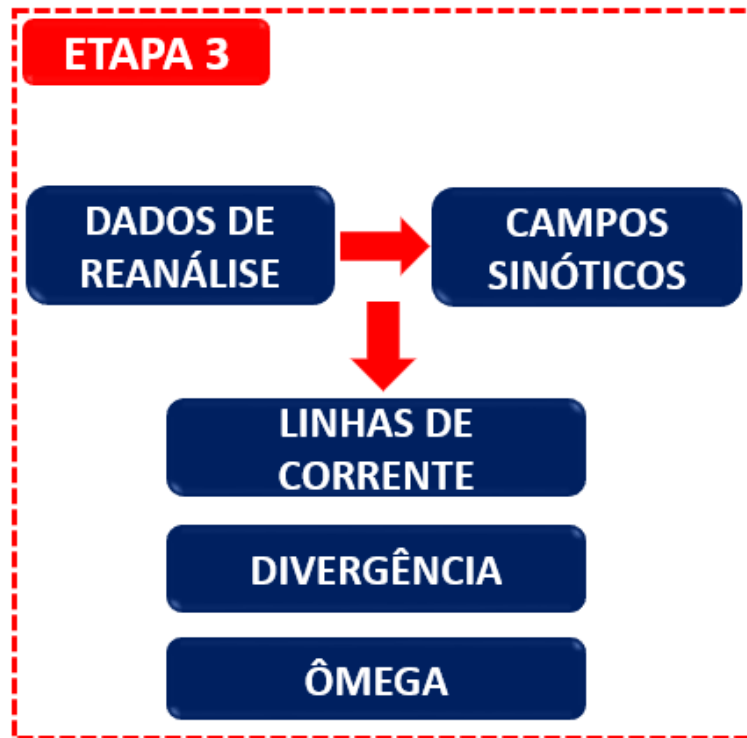 ETAPA 3
DADOS DE
REANÁLISE
CAMPOS
SINÓTICOS
LINHAS DE
CORRENTE
DIVERGÊNCIA
ÔMEGA